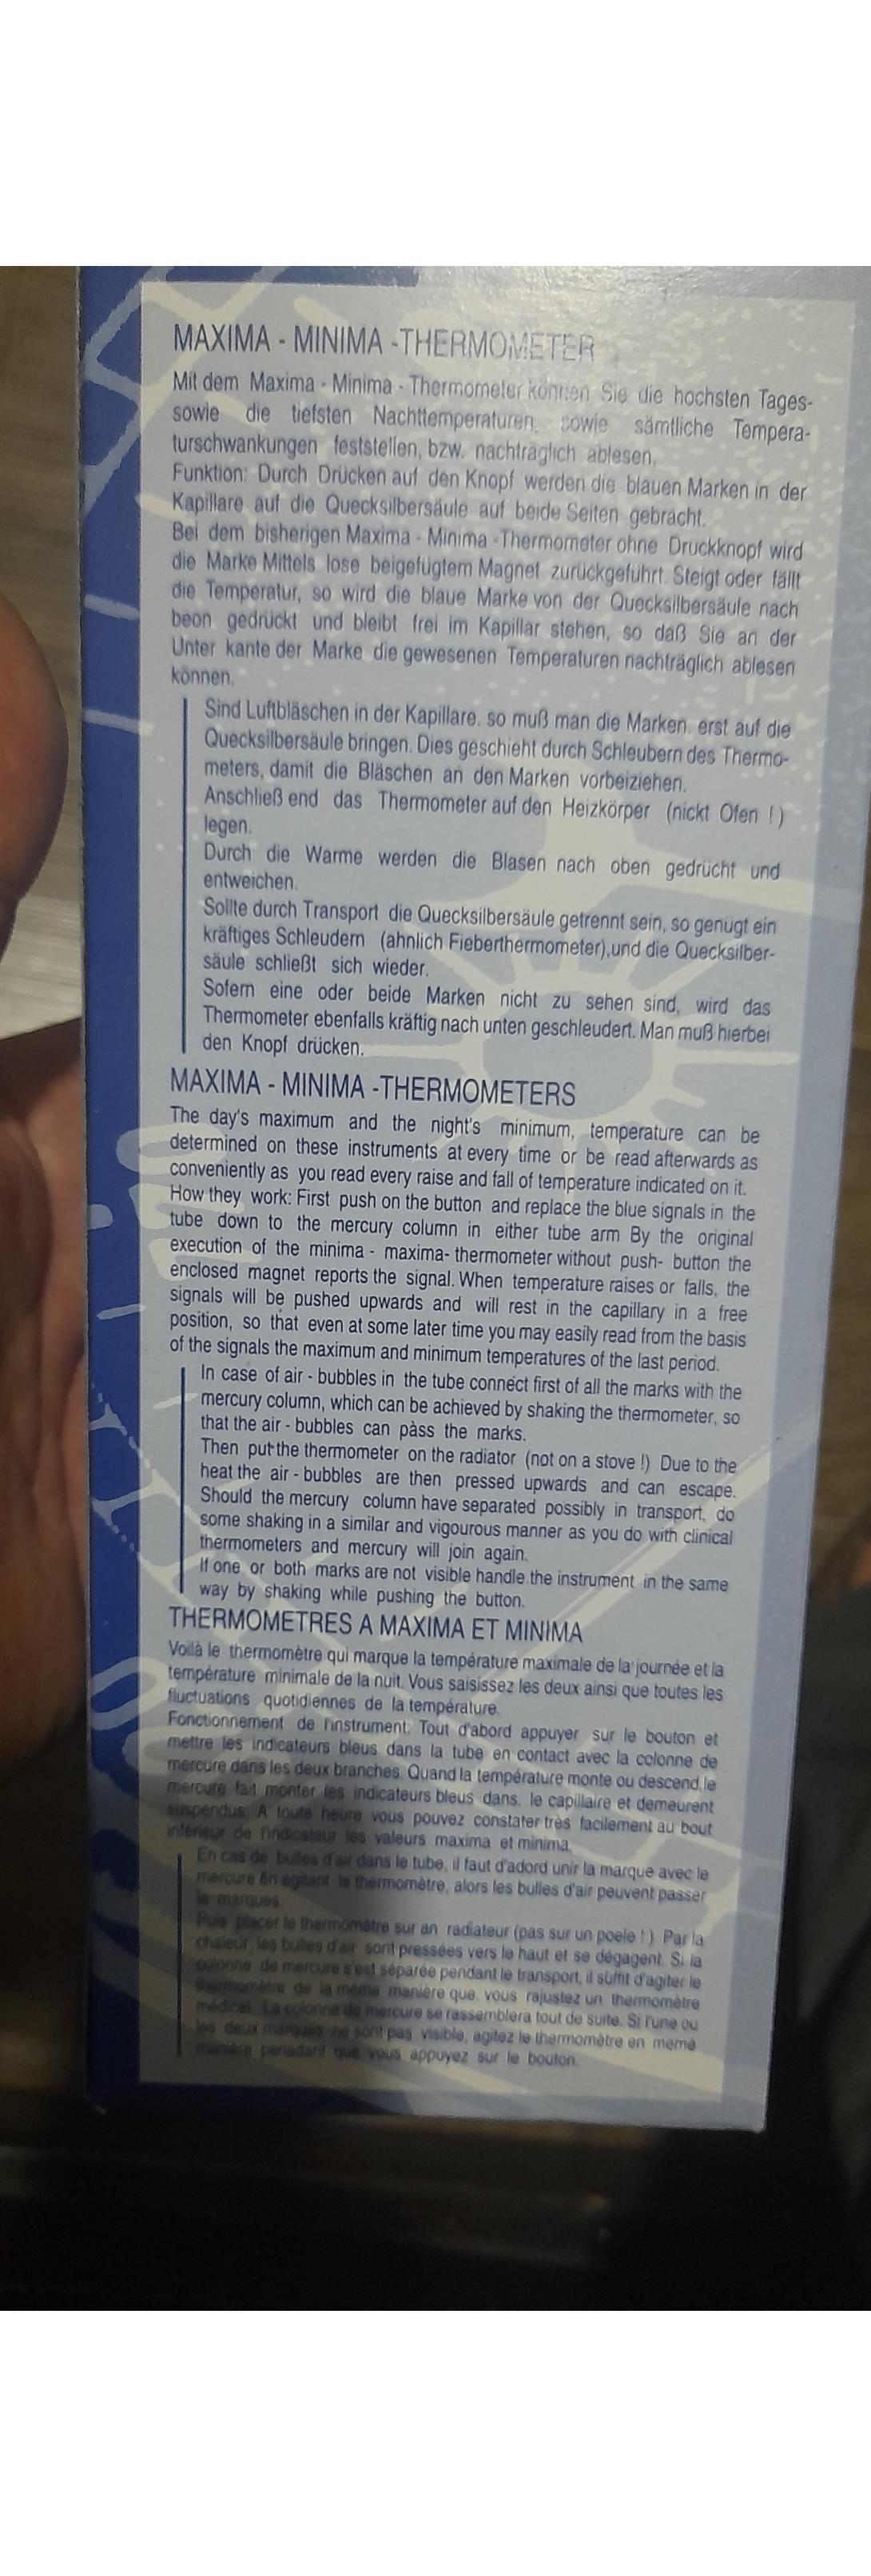 MAXIMA - MINIMA -THERMOMETER
Mit dem Maxima - Minima - Thermometer können Sie die hochsten Tages-
sowie die tiefsten Nachttemperaturen, sowie sämtliche Tempera-
turschwankungen feststellen, bzw. nachträglich ablesen.
Funktion: Durch Drücken auf den Knopf werden die blauen Marken in der
Kapillare auf die Quecksilbersäule auf beide Seiten gebracht.
Bei dem bisherigen Maxima - Minima -Thermometer ohne Druckknopf wird
die Marke Mittels lose beigefügtem Magnet zurückgeführt. Steigt oder fällt
die Temperatur, so wird die blaue Marke von der Quecksilbersäule nach
beon gedrückt und bleibt frei im Kapillar stehen, so daß Sie an der
Unter kante der Marke die gewesenen Temperaturen nachträglich ablesen
können.
Sind Luftbläschen in der Kapillare, so muß man die Marken. erst auf die
Quecksilbersäule bringen. Dies geschieht durch Schleubern des Thermo-
meters, damit die Bläschen an den Marken vorbeiziehen.
Anschließ end das Thermometer auf den Heizkörper (nickt Ofen !)
legen.
Durch die Warme werden die Blasen nach oben gedrücht und
entweichen.
Sollte durch Transport die Quecksilbersäule getrennt sein, so genügt ein
kräftiges Schleudern (ahnlich Fieberthermometer),und die Quecksilber-
säule schließt sich wieder.
Sofern eine oder beide Marken nicht zu sehen sind, wird das
Thermometer ebenfalls kräftig nach unten geschleudert. Man muß hierbei
den Knopf drücken.
MAXIMA - MINIMA -THERMOMETERS
The day's maximum and the night's minimum, temperature can be
determined on these instruments at every time or be read afterwards as
conveniently as you read every raise and fall of temperature indicated on it.
How they work: First push on the button and replace the blue signals in the
tube down to the mercury column in either tube arm By the original
execution of the minima - maxima- thermometer without push- button the
enclosed magnet reports the signal. When temperature raises or falls, the
signals will be pushed upwards and will rest in the capillary in a free
position, so that even at some later time you may easily read from the basis
of the signals the maximum and minimum temperatures of the last period.
In case of air - bubbles in the tube connect first of all the marks with the
mercury column, which can be achieved by shaking the thermometer, so
that the air - bubbles can pàss the marks.
Then put the thermometer on the radiator (not on a stove !) Due to the
heat the air - bubbles are then pressed upwards and can escape.
Should the mercury column have separated possibly in transport, do
some shaking in a similar and vigourous manner as you do with clinical
thermometers and mercury will join again.
If one or both marks are not visible handle the instrument in the same
way by shaking while pushing the button.
THERMOMETRES A MAXIMA ET MINIMA
Voilà le thermomètre qui marque la température maximale de la journée et la
température minimale de la nuit. Vous saisissez les deux ainsi que toutes les
fluctuations quotidiennes de la température.
Fonctionnement de l'instrument: Tout d'abord appuyer sur le bouton et
mettre les indicateurs bleus dans la tube en contact avec la colonne de
mercure dans les deux branches. Quand la température monte ou descend,le
mercure fait monter les indicateurs bleus dans. le capillaire et demeurent
suspendus. A toute heure vous pouvez constater très facilement au bout
inférieur de l'indicateur les valeurs maxima et minima.
En cas de bulles d'air dans le tube, il faut d'adord unir la marque avec le
mercure en agitant le thermomètre, alors les bulles d'air peuvent passer
le marques.
Puis placer le thermomètre sur an radiateur (pas sur un poele ! ) Par la
chaleur, les bulles d'air sont pressées vers le haut et se dégagent. Si la
colonne de mercure s'est séparée pendant le transport, il süffit d'agiter le
thermomètre de la même manière que vous rajustez un thermomètre
médical. La colonne de mercure se rassemblera tout de suite. Si l'une ou
les deux marques ne sont pas visible, agitez le thermomètre en meme
manière penadant que vous appuyez sur le bouton.